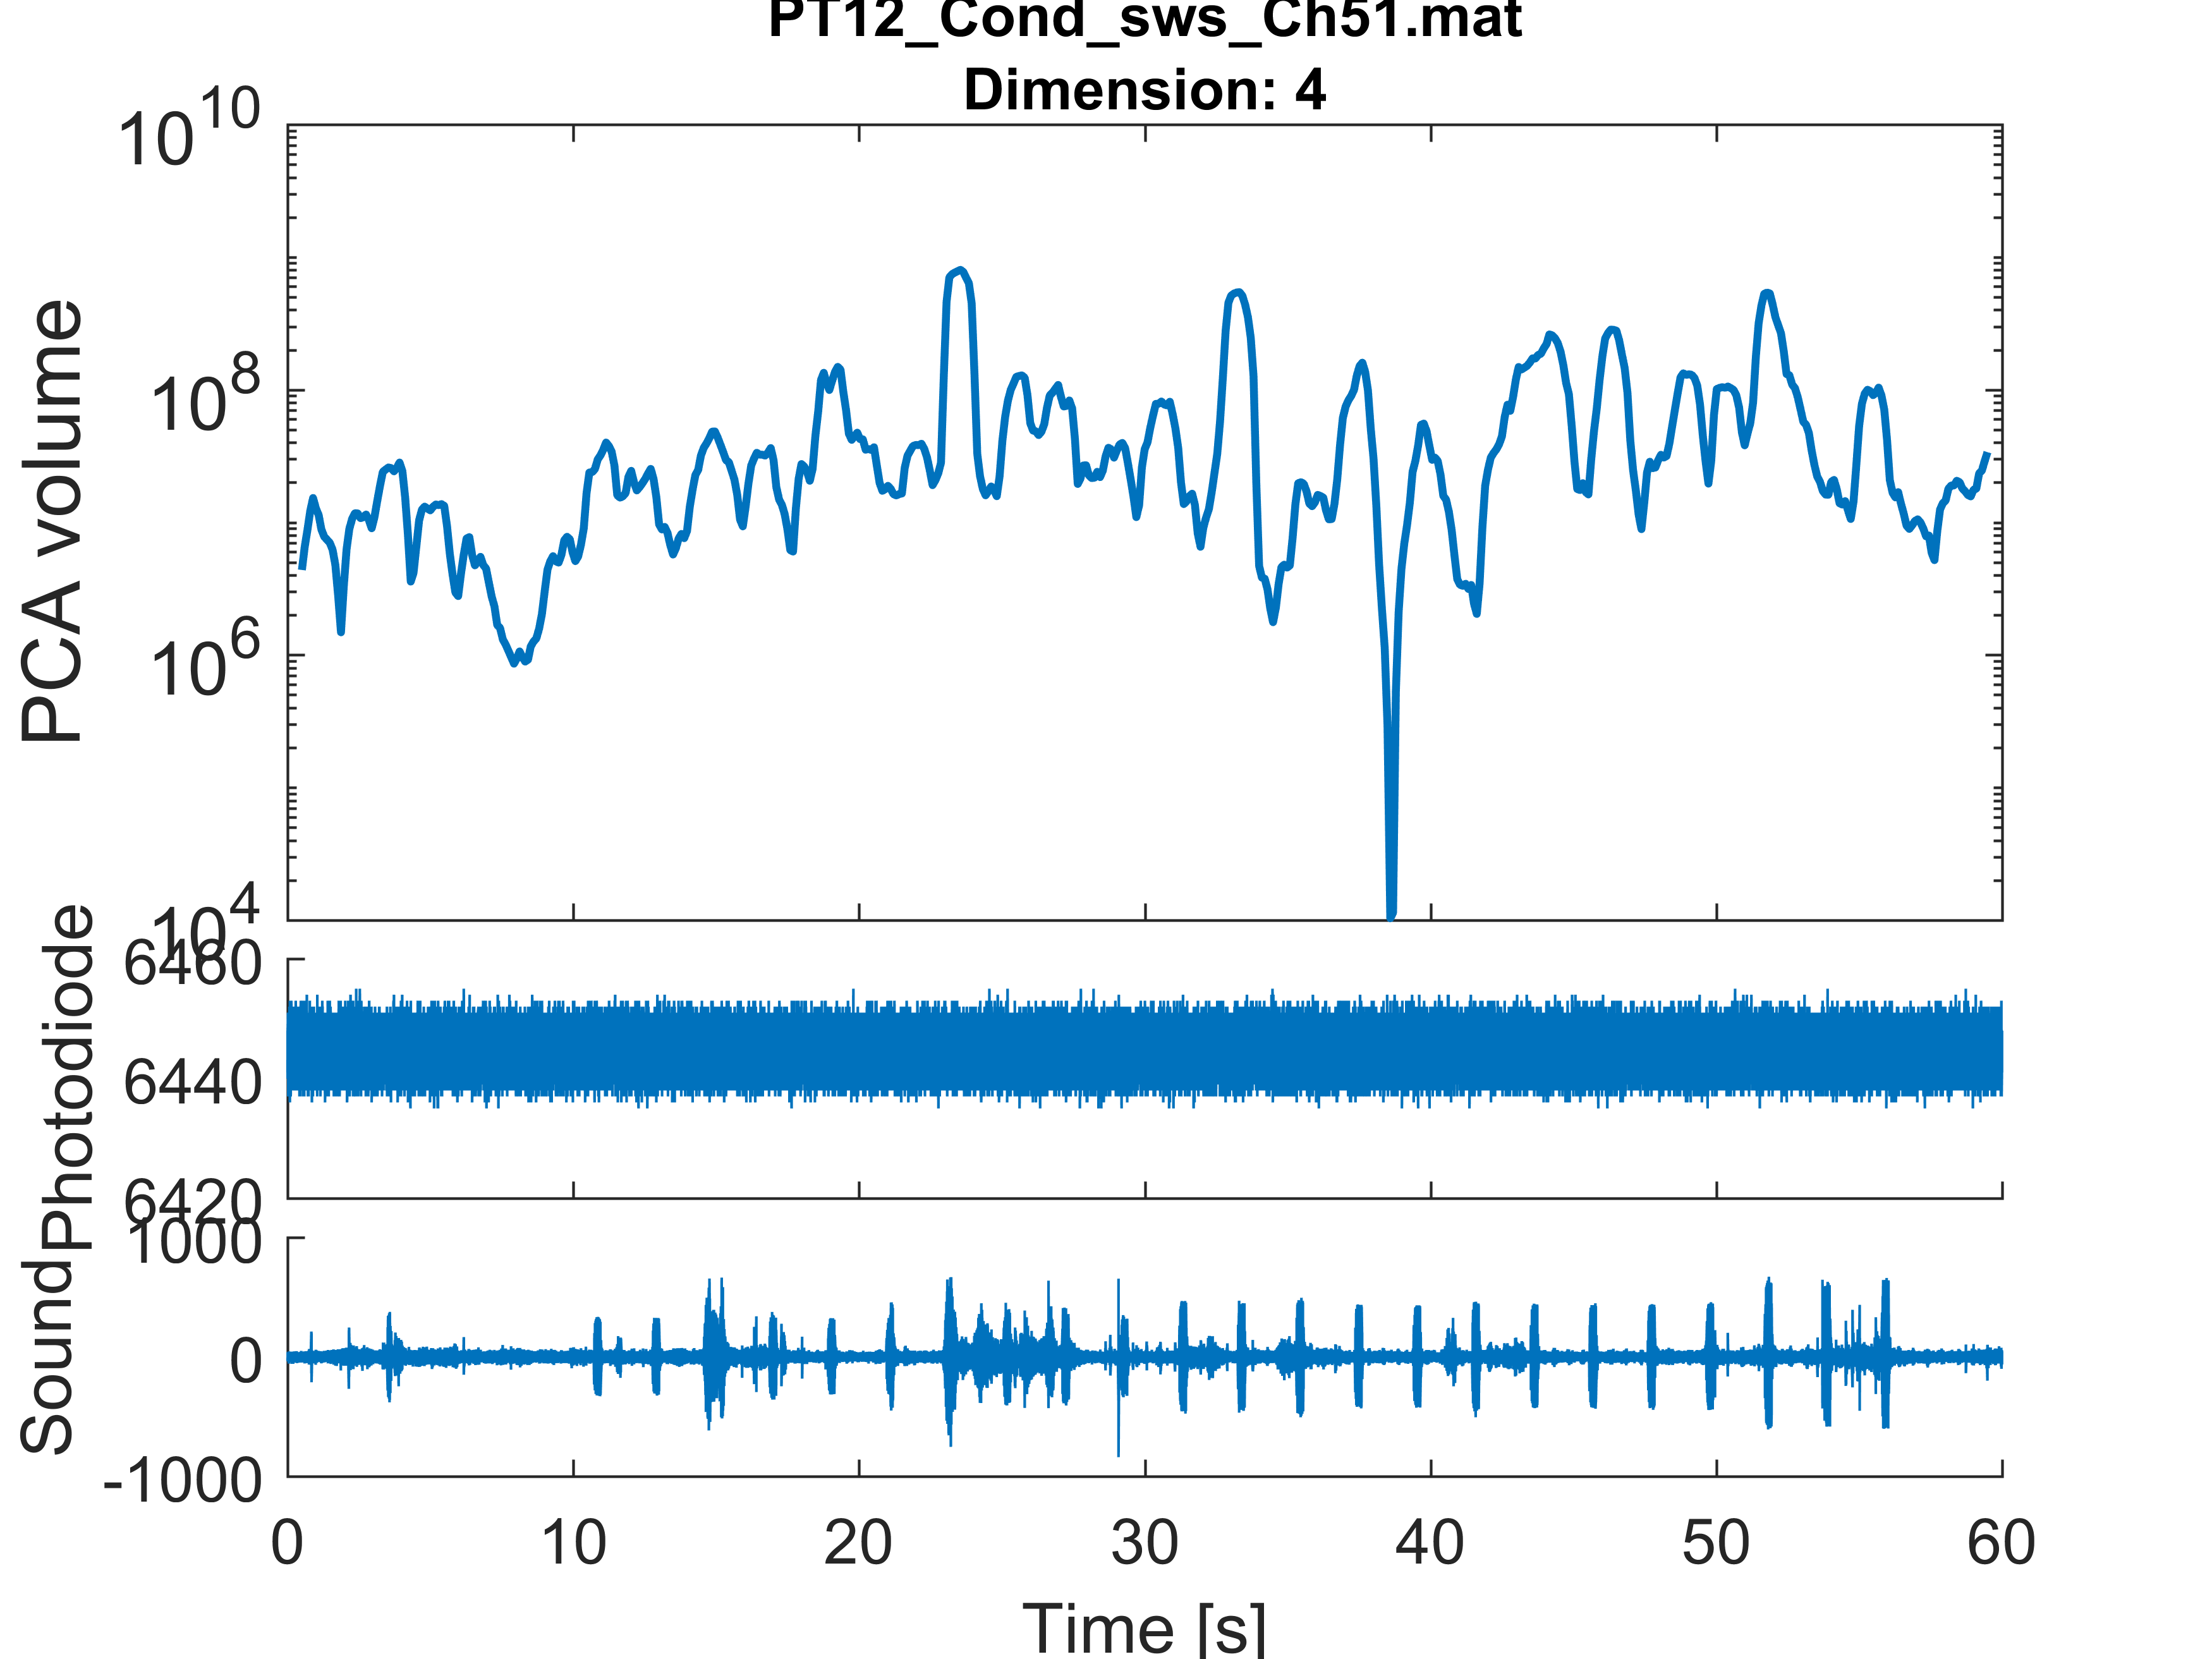 PT12_Cond_sws_Ch51.mat
Dimension: 4
PCA volume
10^10
10^8
10^6
10^4
Photodiode
6460
6440
6420
Sound
1000
0
-1000
0 10 20 30 40 50 60
Time [s]